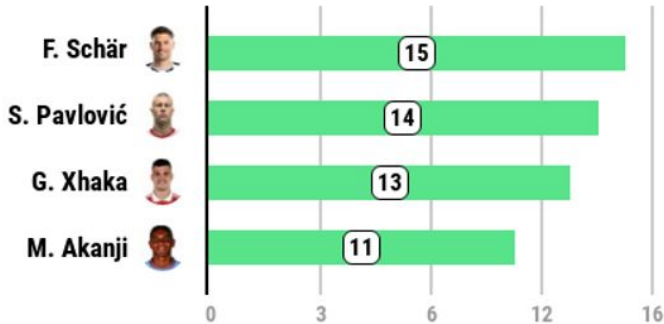 F. Schär 15
S. Pavlović 14
G. Xhaka 13
M. Akanji 11
0 3 6 12 16